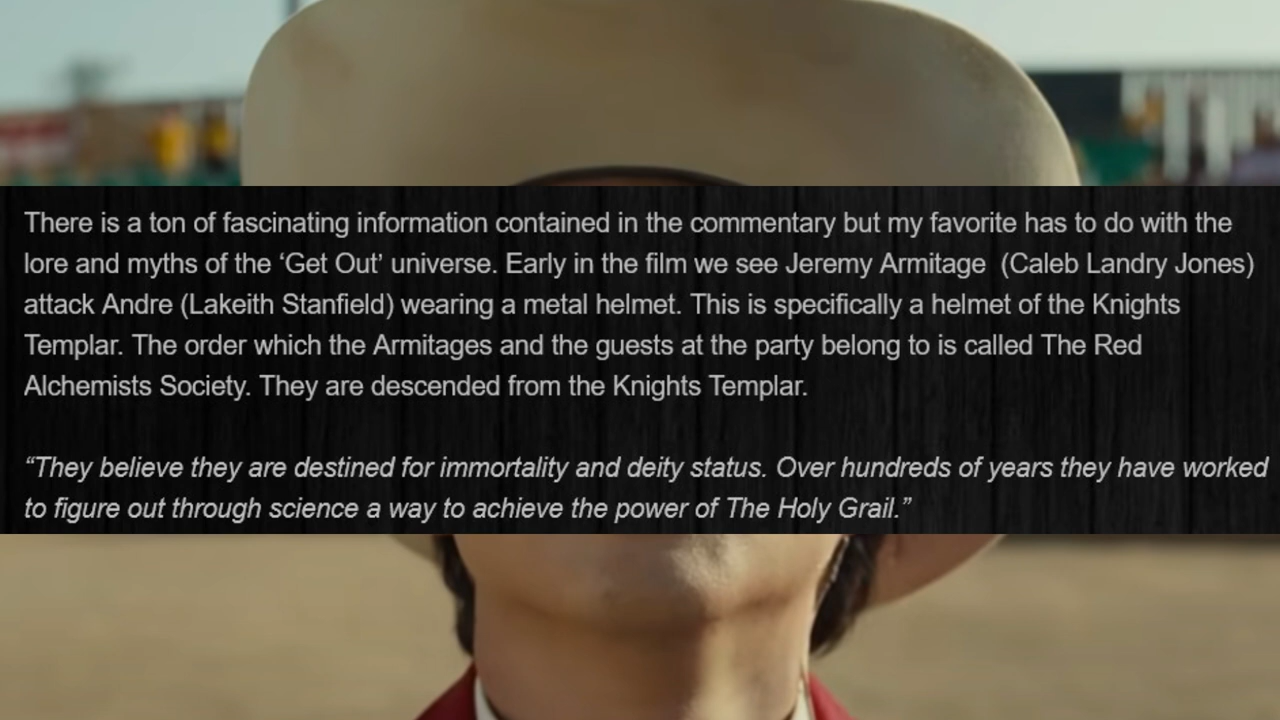 There is a ton of fascinating information contained in the commentary but my favorite has to do with the
lore and myths of the ‘Get Out’ universe. Early in the film we see Jeremy Armitage  (Caleb Landry Jones)
attack Andre (Lakeith Stanfield) wearing a metal helmet. This is specifically a helmet of the Knights
Templar. The order which the Armitages and the guests at the party belong to is called The Red
Alchemists Society. They are descended from the Knights Templar.
“They believe they are destined for immortality and deity status. Over hundreds of years they have worked
to figure out through science a way to achieve the power of The Holy Grail.”